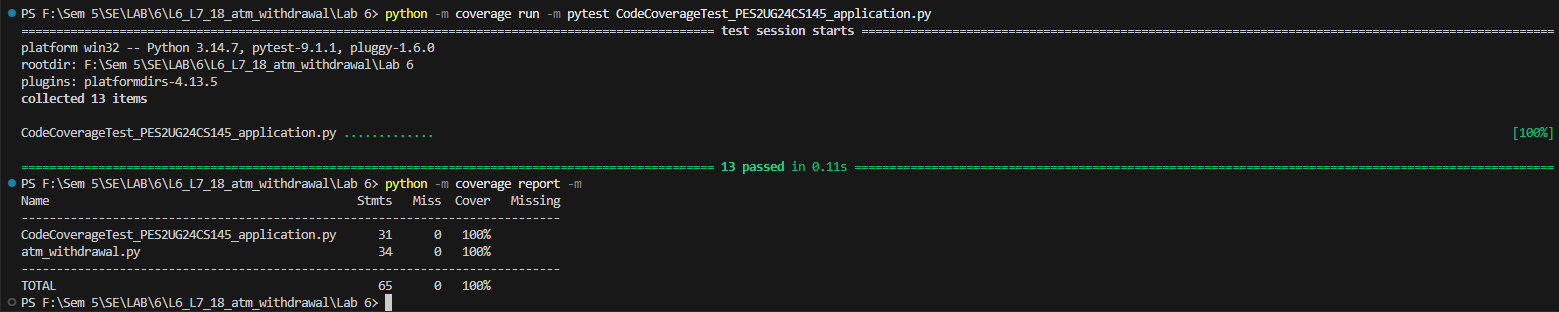 PS F:\Sem 5\SE\LAB\6\L6_L7_18_atm_withdrawal\Lab 6> python -m coverage run -m pytest CodeCoverageTest_PES2UG24CS145_application.py
=== test session starts ===
platform win32 -- Python 3.14.7, pytest-9.1.1, pluggy-1.6.0
rootdir: F:\Sem 5\SE\LAB\6\L6_L7_18_atm_withdrawal\Lab 6
plugins: platformdirs-4.13.5
collected 13 items
CodeCoverageTest_PES2UG24CS145_application.py ............. [100%]
=== 13 passed in 0.11s ===
PS F:\Sem 5\SE\LAB\6\L6_L7_18_atm_withdrawal\Lab 6> python -m coverage report -m
Name Stmts Miss Cover Missing
-----------------------------------------------------------------------------
CodeCoverageTest_PES2UG24CS145_application.py 31 0 100%
atm_withdrawal.py 34 0 100%
-----------------------------------------------------------------------------
TOTAL 65 0 100%
PS F:\Sem 5\SE\LAB\6\L6_L7_18_atm_withdrawal\Lab 6>